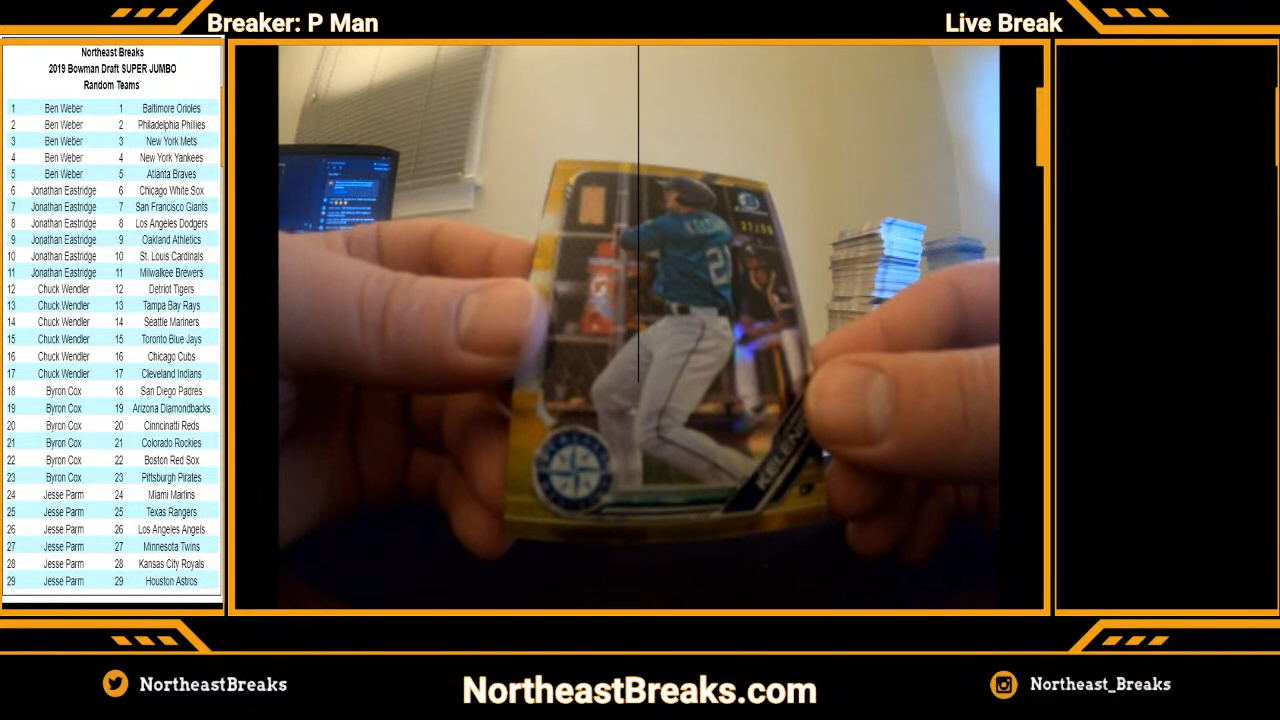 Breaker: P Man
Live Break
Northeast Breaks
2019 Bowman Draft SUPER JUMBO
Random Teams
1 Ben Weber 1 Baltimore Orioles
2 Ben Weber 2 Philadelphia Phillies
3 Ben Weber 3 New York Mets
4 Ben Weber 4 New York Yankees
5 Ben Weber 5 Atlanta Braves
6 Jonathan Eastridge 6 Chicago White Sox
7 Jonathan Eastridge 7 San Francisco Giants
8 Jonathan Eastridge 8 Los Angeles Dodgers
9 Jonathan Eastridge 9 Oakland Athletics
10 Jonathan Eastridge 10 St. Louis Cardinals
11 Jonathan Eastridge 11 Milwalkee Brewers
12 Chuck Wendler 12 Detriot Tigers
13 Chuck Wendler 13 Tampa Bay Rays
14 Chuck Wendler 14 Seattle Mariners
15 Chuck Wendler 15 Toronto Blue Jays
16 Chuck Wendler 16 Chicago Cubs
17 Chuck Wendler 17 Cleveland Indians
18 Byron Cox 18 San Diego Padres
19 Byron Cox 19 Arizona Diamondbacks
20 Byron Cox 20 Cinncinatti Reds
21 Byron Cox 21 Colorado Rockies
22 Byron Cox 22 Boston Red Sox
23 Byron Cox 23 Pittsburgh Pirates
24 Jesse Parm 24 Miami Marlins
25 Jesse Parm 25 Texas Rangers
26 Jesse Parm 26 Los Angeles Angels
27 Jesse Parm 27 Minnesota Twins
28 Jesse Parm 28 Kansas City Royals
29 Jesse Parm 29 Houston Astros
NortheastBreaks
NortheastBreaks.com
Northeast_Breaks